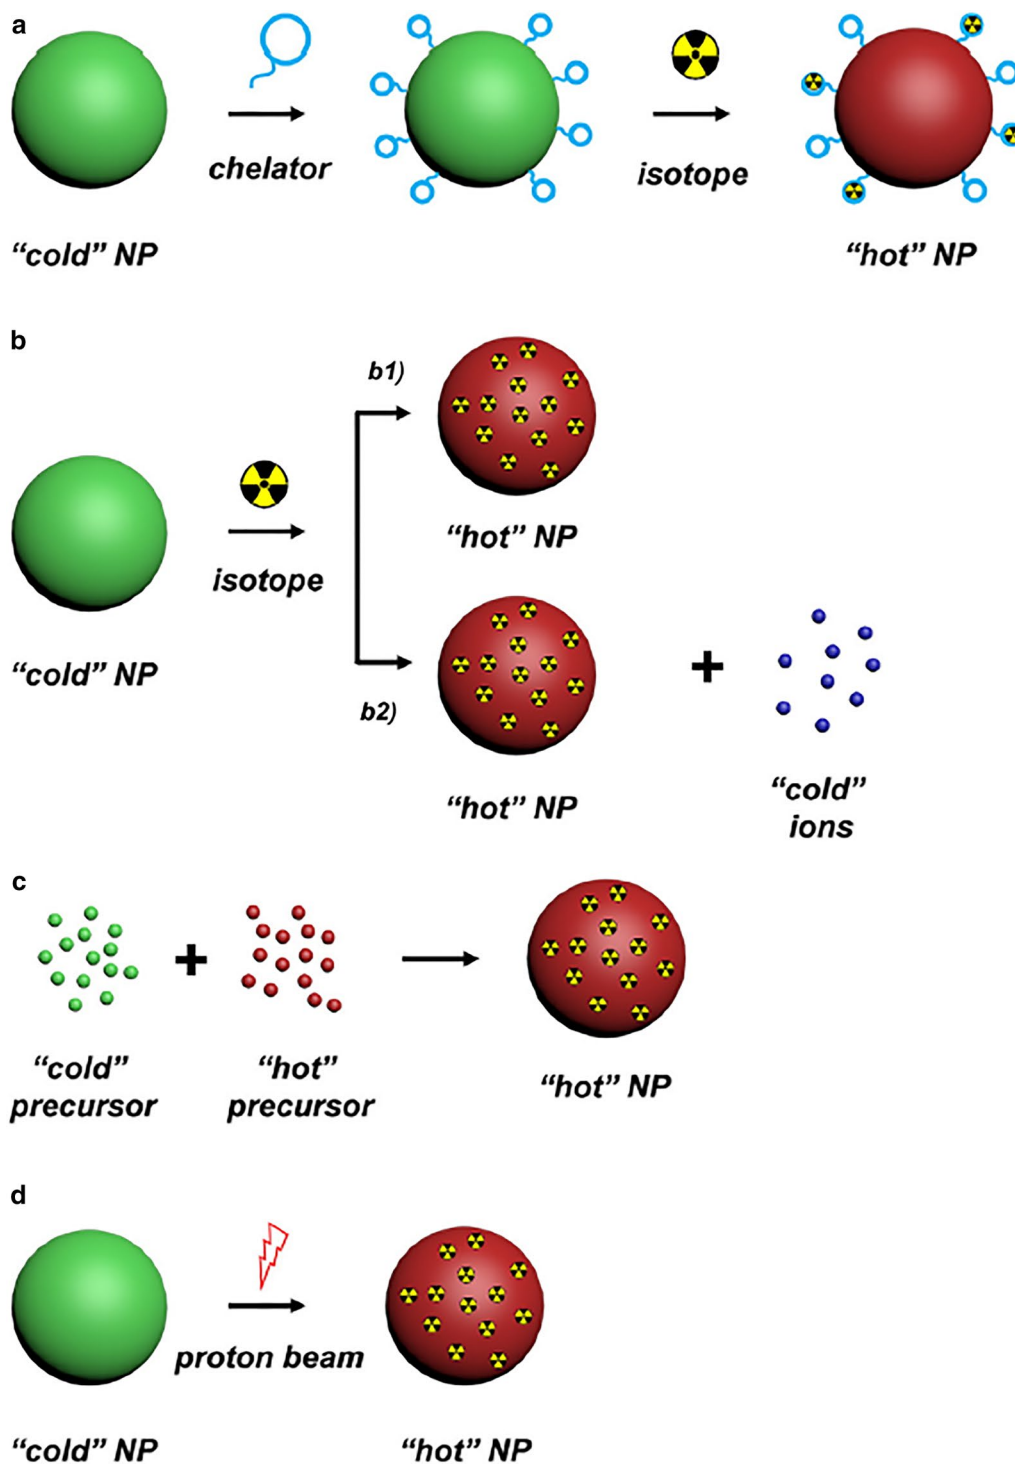 a
chelator
isotope
“cold” NP
“hot” NP
b
b1)
“hot” NP
isotope
“cold” NP
b2)
“hot” NP
“cold”
ions
c
“cold”
precursor
“hot”
precursor
“hot” NP
d
proton beam
“cold” NP
“hot” NP